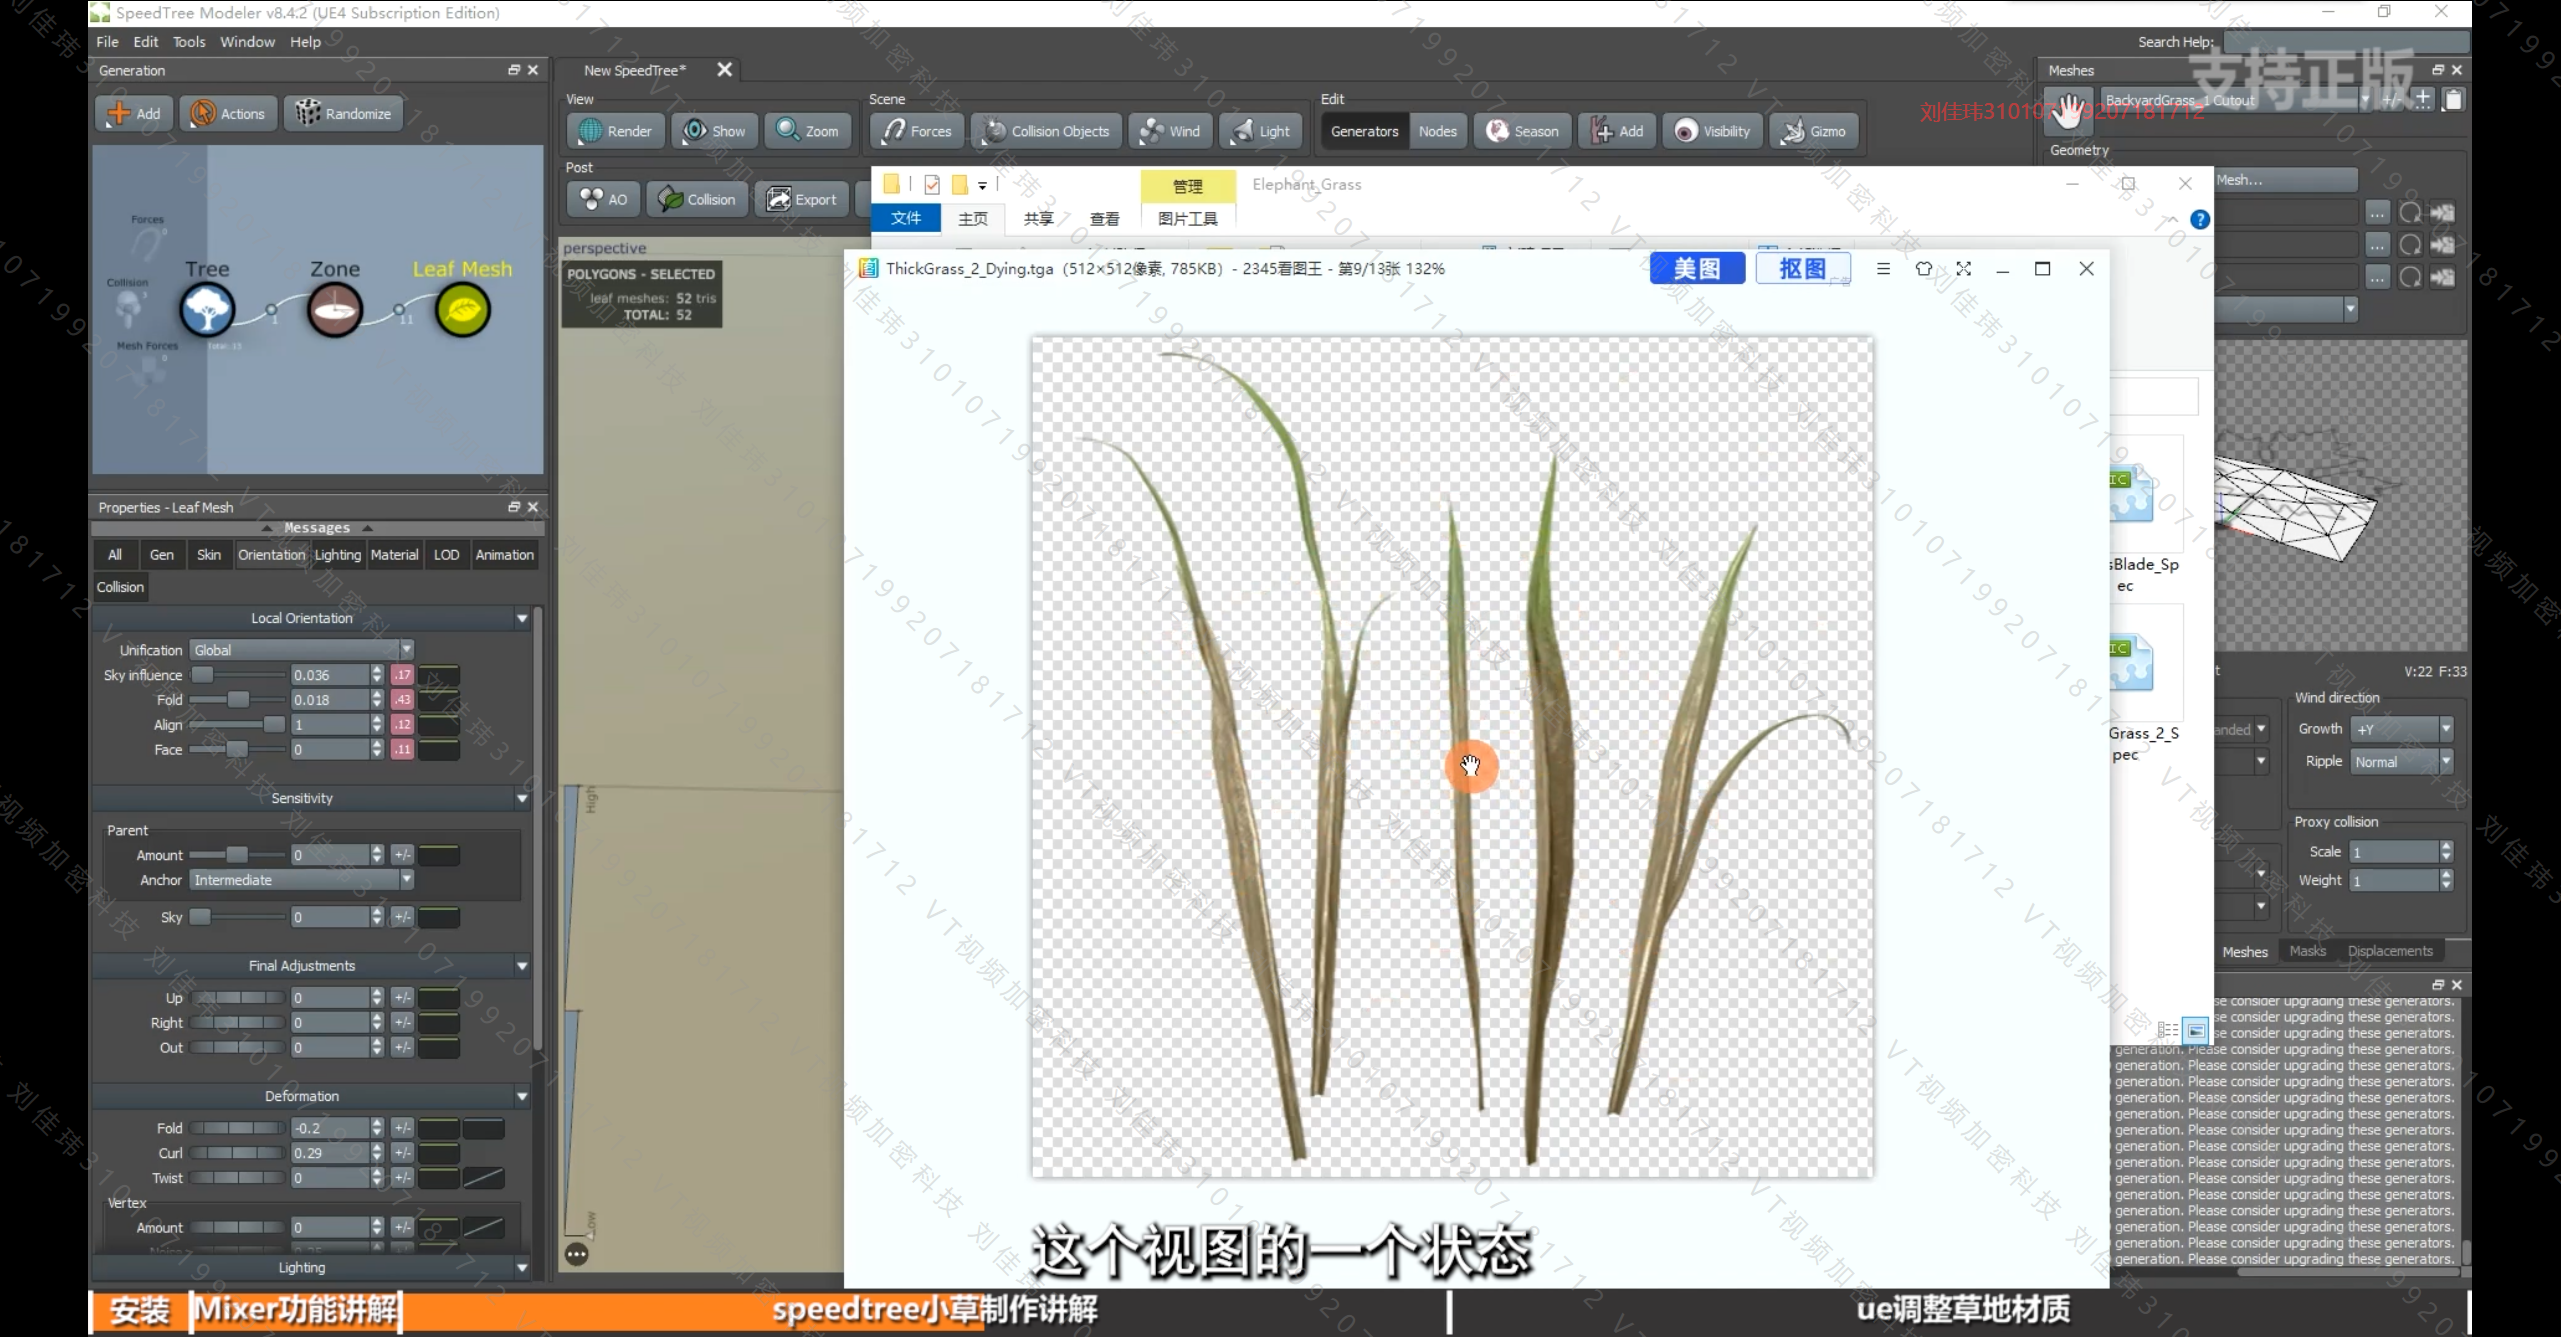 SpeedTree Modeler v8.4.2 (UE4 Subscription Edition)
File Edit Tools Window Help
Search Help:
Generation
New SpeedTree*
Meshes
支持正版
刘佳玮310107199207181712
BackyardGrass_1 Cutout
+/-
Add Actions Randomize
View
Render Show Zoom
Scene
Forces Collision Objects Wind Light
Edit
Generators Nodes Season Add Visibility Gizmo
Post
AO Collision Export
Geometry
Mesh...
管理
Elephant_Grass
文件 主页 共享 查看 图片工具
Forces
Collision
Mesh Forces
Tree
Zone
Leaf Mesh
1
11
perspective
POLYGONS - SELECTED
leaf meshes: 52 tris
TOTAL: 52
ThickGrass_2_Dying.tga (512×512像素, 785KB) - 2345看图王 - 第9/13张 132%
美图
抠图
广告
Properties - Leaf Mesh
Messages
All Gen Skin Orientation Lighting Material LOD Animation
Collision
Local Orientation
Unification Global
Sky influence 0.036 .17
Fold 0.018 .43
Align 1 .12
Face 0 .11
Sensitivity
Parent
Amount 0 +/-
Anchor Intermediate
Sky 0 +/-
Final Adjustments
Up 0 +/-
Right 0 +/-
Out 0 +/-
Deformation
Fold -0.2 +/-
Curl 0.29 +/-
Twist 0 +/-
Vertex
Amount 0 +/-
Lighting
High
Low
sBlade_Sp
ec
Grass_2_S
pec
V:22 F:33
Wind direction
Growth +Y
Ripple Normal
Proxy collision
Scale 1
Weight 1
Meshes Masks Displacements
se consider upgrading these generators.
se consider upgrading these generators.
se consider upgrading these generators.
generation. Please consider upgrading these generators.
generation. Please consider upgrading these generators.
generation. Please consider upgrading these generators.
generation. Please consider upgrading these generators.
generation. Please consider upgrading these generators.
generation. Please consider upgrading these generators.
generation. Please consider upgrading these generators.
generation. Please consider upgrading these generators.
generation. Please consider upgrading these generators.
generation. Please consider upgrading these generators.
generation. Please consider upgrading these generators.
generation. Please consider upgrading these generators.
generation. Please consider upgrading these generators.
generation. Please consider upgrading these generators.
这个视图的一个状态
安装
Mixer功能讲解
speedtree小草制作讲解
ue调整草地材质
VT视频加密科技 刘佳玮310107199207181712